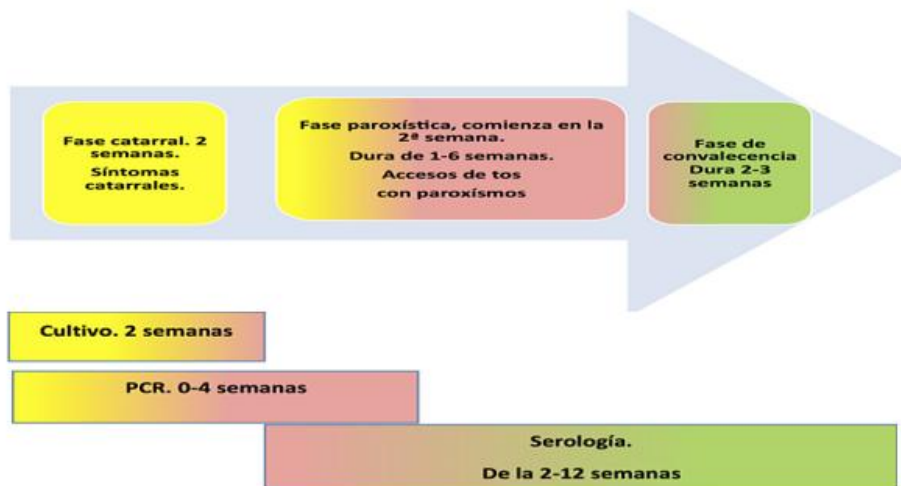 Fase catarral. 2
semanas.
Síntomas
catarrales.
Fase paroxística, comienza en la
2ª semana.
Dura de 1-6 semanas.
Accesos de tos
con paroxísmos
Fase de
convalecencia
Dura 2-3
semanas
Cultivo. 2 semanas
PCR. 0-4 semanas
Serología.
De la 2-12 semanas